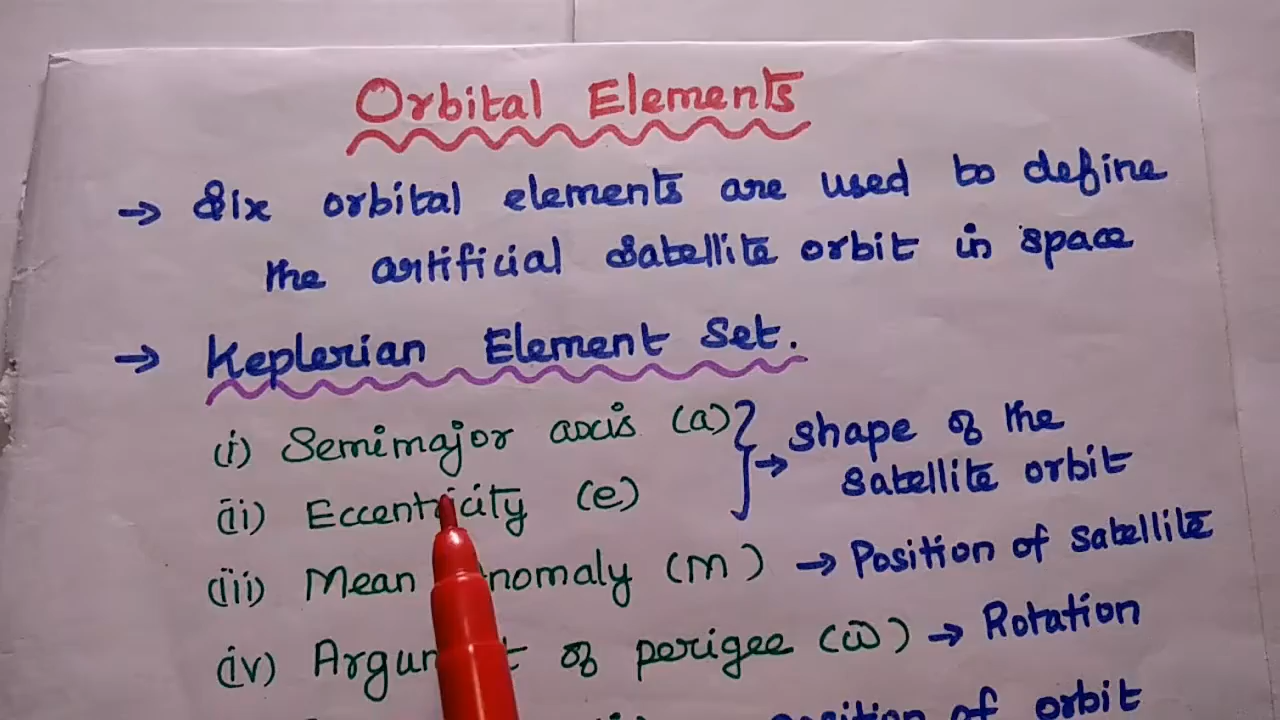 Orbital Elements
→ Six orbital elements are used to define
the artificial satellite orbit in space
→ Keplerian Element Set.
(i) Semimajor axis (a) } → shape of the
satellite orbit
(ii) Eccentricity (e)
(iii) Mean nomaly (M) → Position of satellite
(iv) Argu t of perigee (ω) → Rotation
of orbit